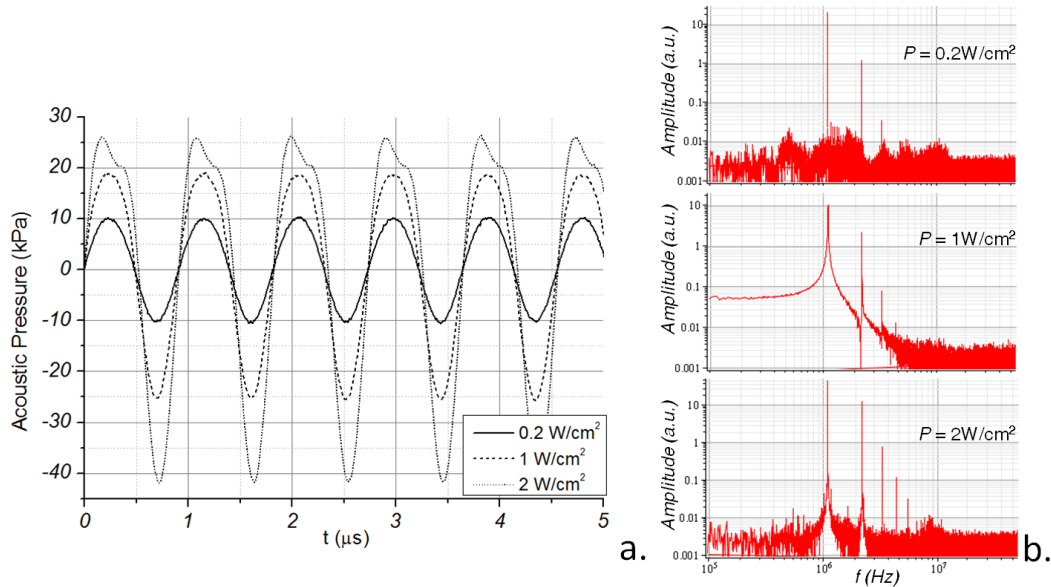 30
20
10
0
-10
-20
-30
-40
Acoustic Pressure (kPa)
0 1 2 3 4 5
t (μs)
0.2 W/cm²
1 W/cm²
2 W/cm²
a.
Amplitude (a.u.)
10
1
0.1
0.01
0.001
P = 0.2W/cm²
Amplitude (a.u.)
10
1
0.1
0.01
0.001
P = 1W/cm²
Amplitude (a.u.)
10
1
0.1
0.01
0.001
P = 2W/cm²
10⁵ 10⁶ 10⁷
f (Hz)
b.